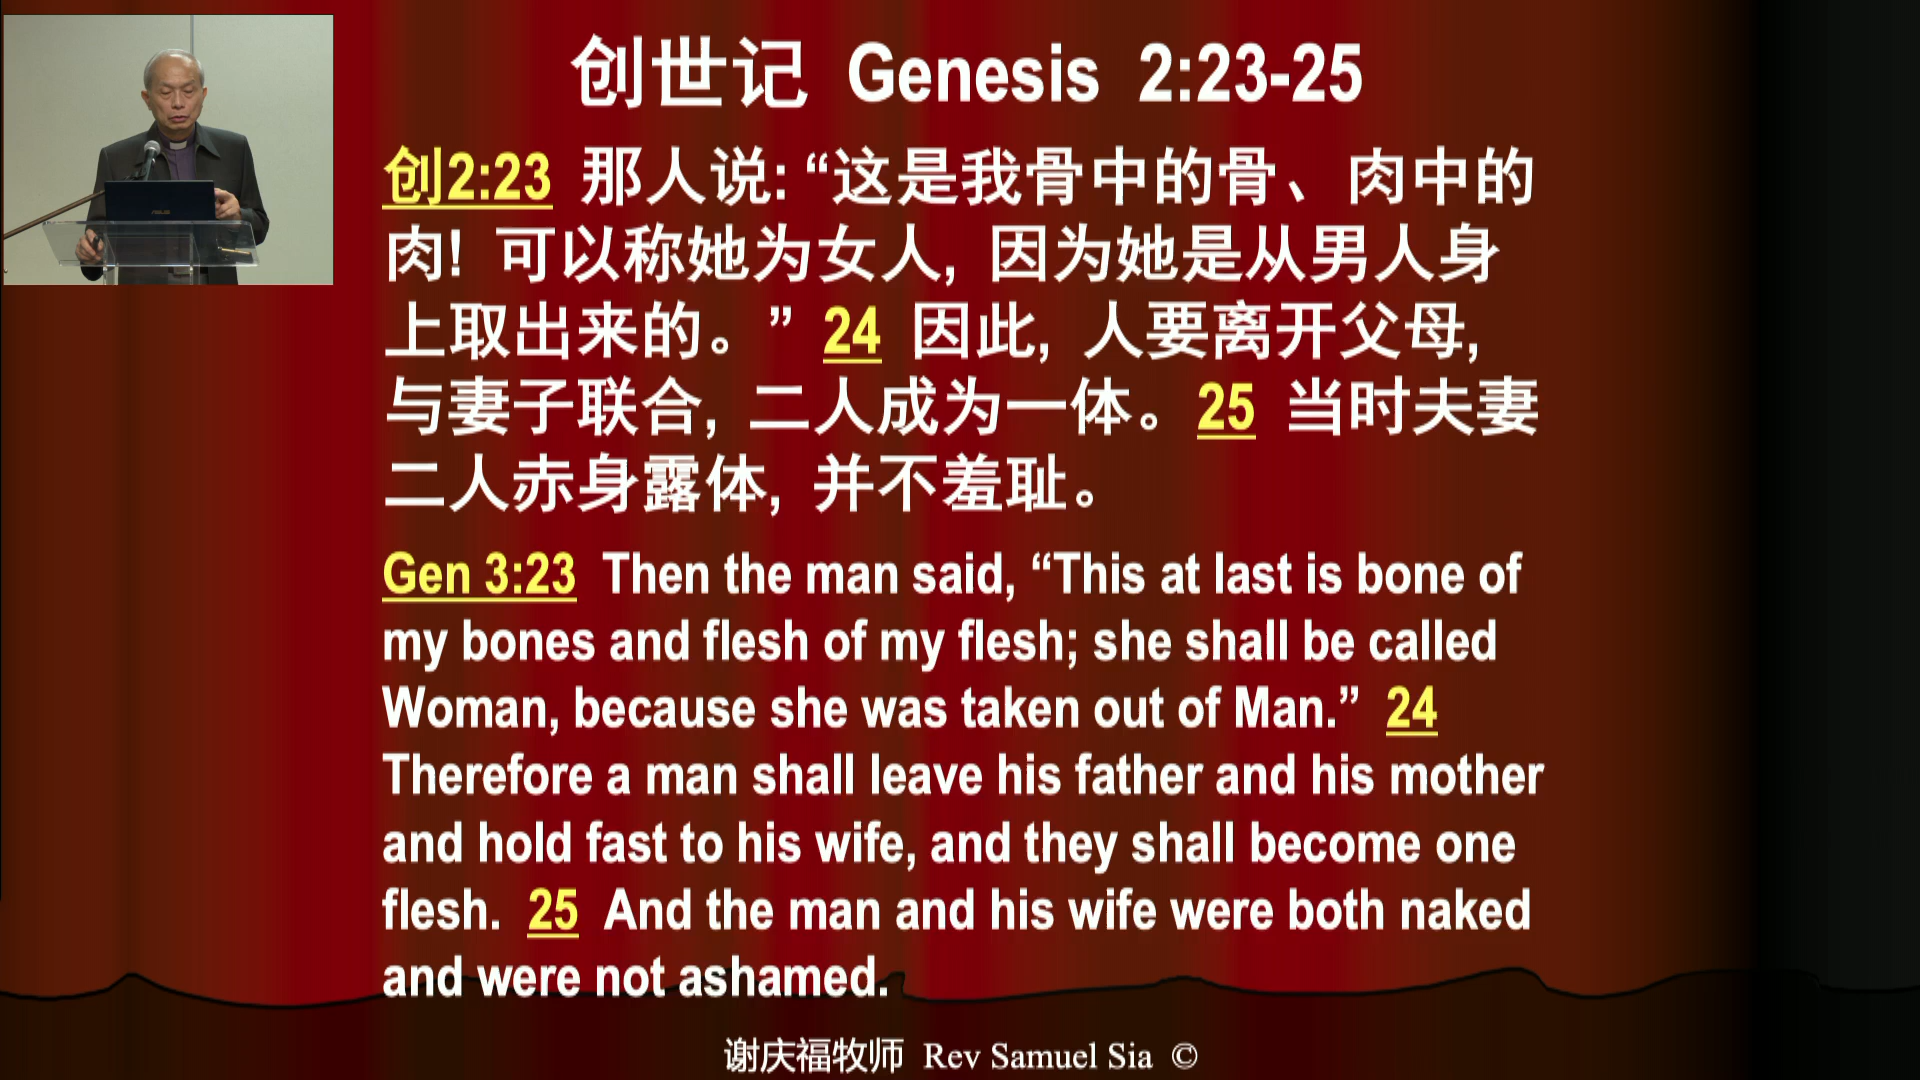 创世记 Genesis 2:23-25
创2:23 那人说: “这是我骨中的骨、肉中的
肉! 可以称她为女人, 因为她是从男人身
上取出来的。” 24 因此, 人要离开父母,
与妻子联合, 二人成为一体。25 当时夫妻
二人赤身露体, 并不羞耻。
Gen 3:23 Then the man said, “This at last is bone of
my bones and flesh of my flesh; she shall be called
Woman, because she was taken out of Man.” 24
Therefore a man shall leave his father and his mother
and hold fast to his wife, and they shall become one
flesh. 25 And the man and his wife were both naked
and were not ashamed.
谢庆福牧师 Rev Samuel Sia ©